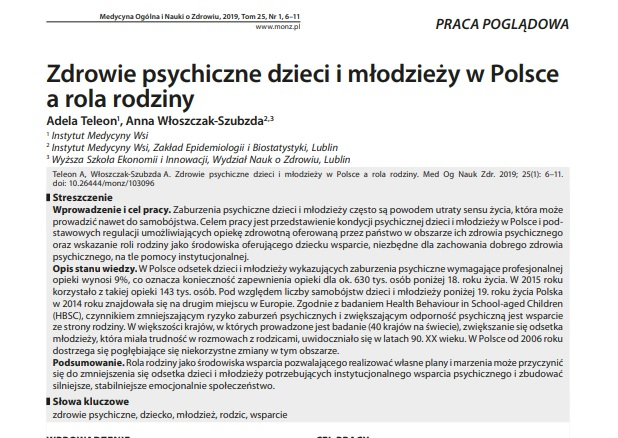 Medycyna Ogólna i Nauki o Zdrowiu, 2019, Tom 25, Nr 1, 6–11
www.monz.pl
PRACA POGLĄDOWA
Zdrowie psychiczne dzieci i młodzieży w Polsce
a rola rodziny
Adela Teleon¹, Anna Włoszczak-Szubzda²,³
¹ Instytut Medycyny Wsi
² Instytut Medycyny Wsi, Zakład Epidemiologii i Biostatystyki, Lublin
³ Wyższa Szkoła Ekonomii i Innowacji, Wydział Nauk o Zdrowiu, Lublin
Teleon A, Włoszczak-Szubzda A. Zdrowie psychiczne dzieci i młodzieży w Polsce a rola rodziny. Med Og Nauk Zdr. 2019; 25(1): 6–11.
doi: 10.26444/monz/103096
Streszczenie
Wprowadzenie i cel pracy. Zaburzenia psychiczne dzieci i młodzieży często są powodem utraty sensu życia, która może
prowadzić nawet do samobójstwa. Celem pracy jest przedstawienie kondycji psychicznej dzieci i młodzieży w Polsce i pod-
stawowych regulacji umożliwiających opiekę zdrowotną oferowaną przez państwo w obszarze ich zdrowia psychicznego
oraz wskazanie roli rodziny jako środowiska oferującego dziecku wsparcie, niezbędne dla zachowania dobrego zdrowia
psychicznego, na tle pomocy instytucjonalnej.
Opis stanu wiedzy. W Polsce odsetek dzieci i młodzieży wykazujących zaburzenia psychiczne wymagające profesjonalnej
opieki wynosi 9%, co oznacza konieczność zapewnienia opieki dla ok. 630 tys. osób poniżej 18. roku życia. W 2015 roku
korzystało z takiej opieki 143 tys. osób. Pod względem liczby samobójstw dzieci i młodzieży poniżej 19. roku życia Polska
w 2014 roku znajdowała się na drugim miejscu w Europie. Zgodnie z badaniem Health Behaviour in School-aged Children
(HBSC), czynnikiem zmniejszającym ryzyko zaburzeń psychicznych i zwiększającym odporność psychiczną jest wsparcie
ze strony rodziny. W większości krajów, w których prowadzone jest badanie (40 krajów na świecie), zwiększanie się odsetka
młodzieży, która miała trudność w rozmowach z rodzicami, uwidoczniło się w latach 90. XX wieku. W Polsce od 2006 roku
dostrzega się pogłębiające się niekorzystne zmiany w tym obszarze.
Podsumowanie. Rola rodziny jako środowiska wsparcia pozwalającego realizować własne plany i marzenia może przyczynić
się do zmniejszenia się odsetka dzieci i młodzieży potrzebujących instytucjonalnego wsparcia psychicznego i zbudować
silniejsze, stabilniejsze emocjonalnie społeczeństwo.
Słowa kluczowe
zdrowie psychiczne, dziecko, młodzież, rodzic, wsparcie